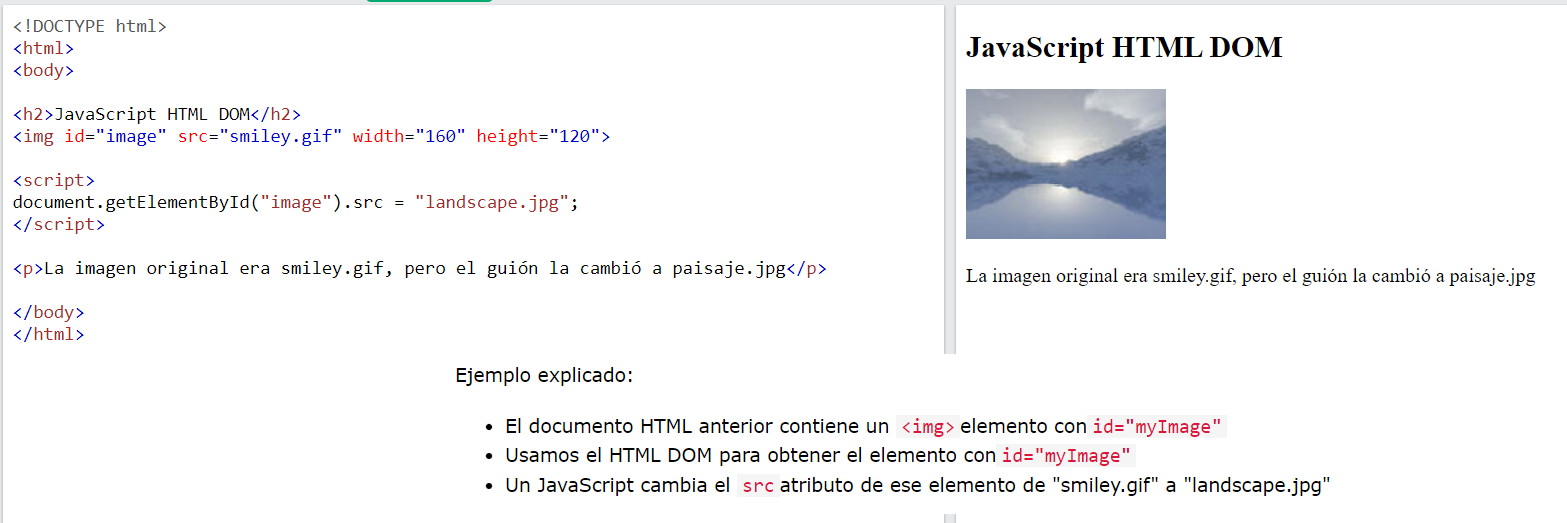 <!DOCTYPE html>
<html>
<body>
<h2>JavaScript HTML DOM</h2>
<img id="image" src="smiley.gif" width="160" height="120">
<script>
document.getElementById("image").src = "landscape.jpg";
</script>
<p>La imagen original era smiley.gif, pero el guión la cambió a paisaje.jpg</p>
</body>
</html>
JavaScript HTML DOM
La imagen original era smiley.gif, pero el guión la cambió a paisaje.jpg
Ejemplo explicado:
• El documento HTML anterior contiene un <img> elemento con id="myImage"
• Usamos el HTML DOM para obtener el elemento con id="myImage"
• Un JavaScript cambia el src atributo de ese elemento de "smiley.gif" a "landscape.jpg"